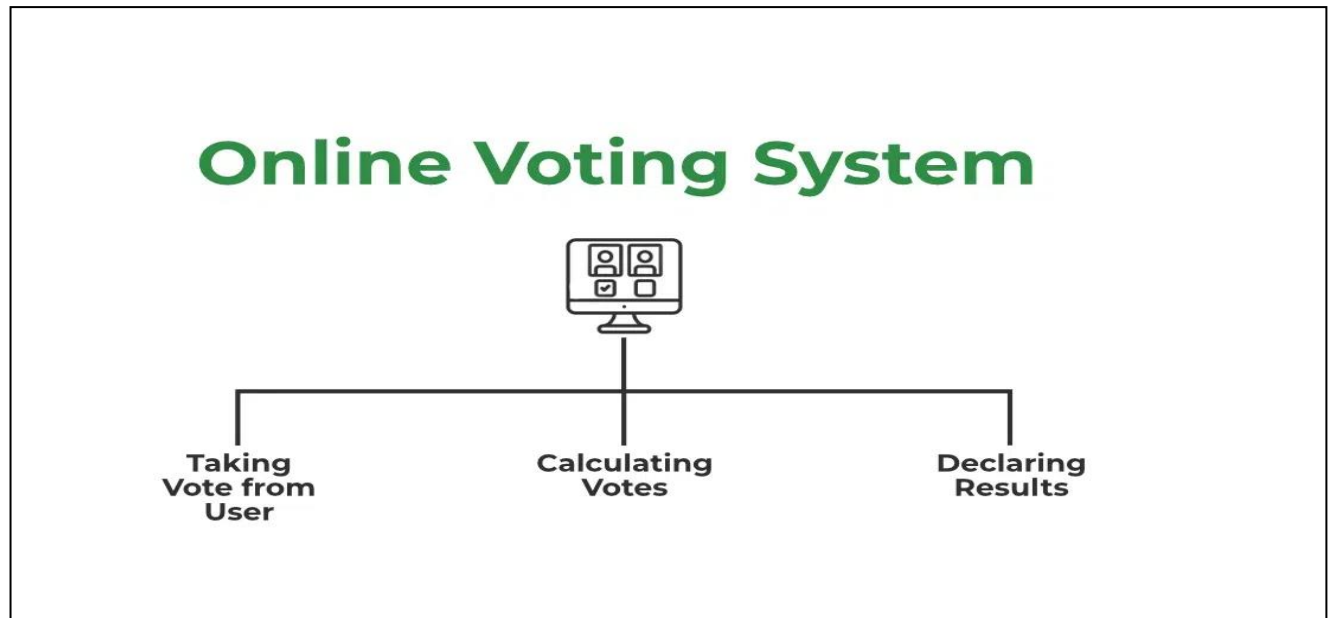 Online Voting System
Taking
Vote from
User
Calculating
Votes
Declaring
Results